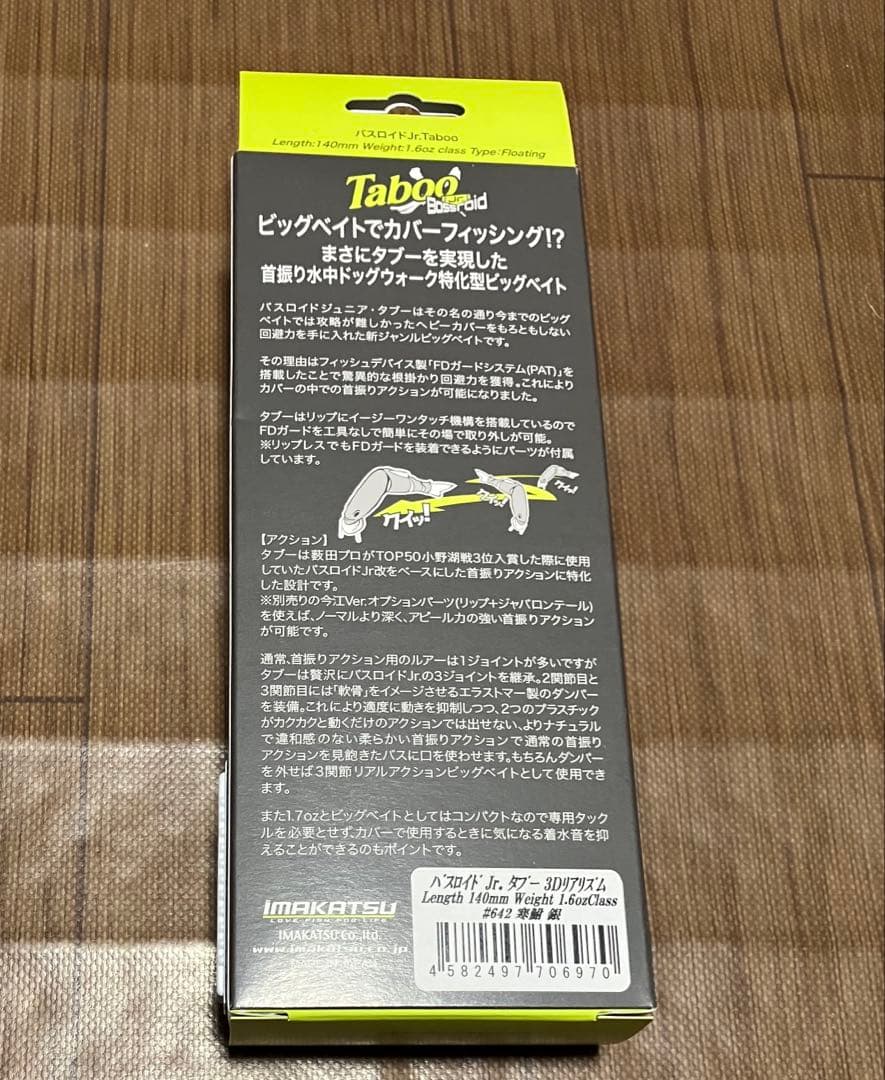 バスロイドJr.Taboo
Length:140mm Weight:1.6oz class Type:Floating
Taboo
Jr.
Bassroid
ビッグベイトでカバーフィッシング!?
まさにタブーを実現した
首振り水中ドッグウォーク特化型ビッグベイト
バスロイドジュニア・タブーはその名の通り今までのビッグ
ベイトでは攻略が難しかったヘビーカバーをもろともしない
回避力を手に入れた新ジャンルビッグベイトです。
その理由はフィッシュデバイス製「FDガードシステム(PAT)」を
搭載したことで驚異的な根掛かり回避力を獲得。これにより
カバーの中での首振りアクションが可能になりました。
タブーはリップにイージーワンタッチ機構を搭載しているので
FDガードを工具なしで簡単にその場で取り外しが可能。
※リップレスでもFDガードを装着できるようにパーツが付属
しています。
クイッ!
クイッ!
クイッ!
【アクション】
タブーは薮田プロがTOP50小野湖戦3位入賞した際に使用
していたバスロイドJr改をベースにした首振りアクションに特化
した設計です。
※別売りの今江Ver.オプションパーツ(リップ+ジャバロンテール)
を使えば、ノーマルより深く、アピール力の強い首振りアクション
が可能です。
通常、首振りアクション用のルアーは1ジョイントが多いですが
タブーは贅沢にバスロイドJr.の3ジョイントを継承。2関節目と
3関節目には「軟骨」をイメージさせるエラストマー製のダンパー
を装備。これにより適度に動きを抑制しつつ、2つのプラスチック
がカクカクと動くだけのアクションでは出せない、よりナチュラル
で違和感のない柔らかい首振りアクションで通常の首振り
アクションを見飽きたバスに口を使わせます。もちろんダンパー
を外せば3関節リアルアクションビッグベイトとして使用でき
ます。
また1.7ozとビッグベイトとしてはコンパクトなので専用タック
ルを必要とせず、カバーで使用するときに気になる着水音を抑
えることができるのもポイントです。
IMAKATSU
LOVE FISH FOR LIFE
IMAKATSU Co.,ltd.
www.imakatsu.co.jp
バスロイド Jr. タブー 3Dリアリズム
Length 140mm Weight 1.6ozClass
#642 寒鮒 銀
4 582497 706970